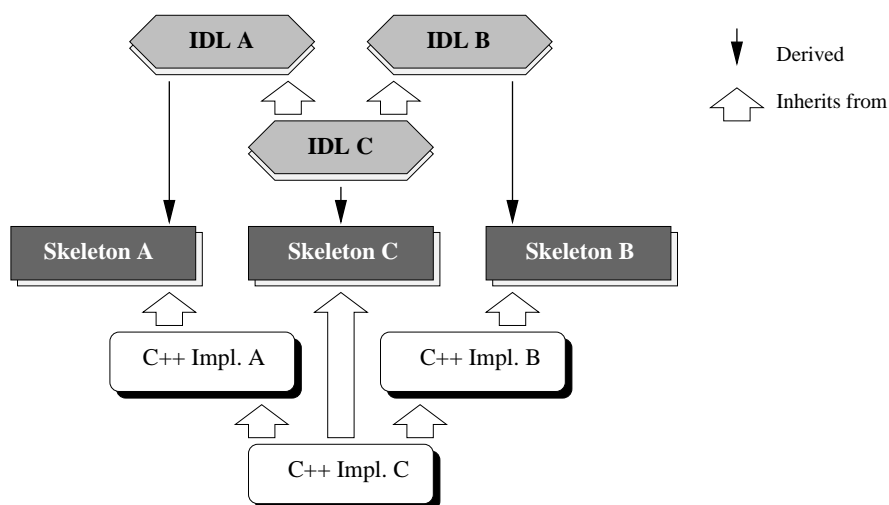 IDL A
IDL B
Derived
Inherits from
IDL C
Skeleton A
Skeleton C
Skeleton B
C++ Impl. A
C++ Impl. B
C++ Impl. C